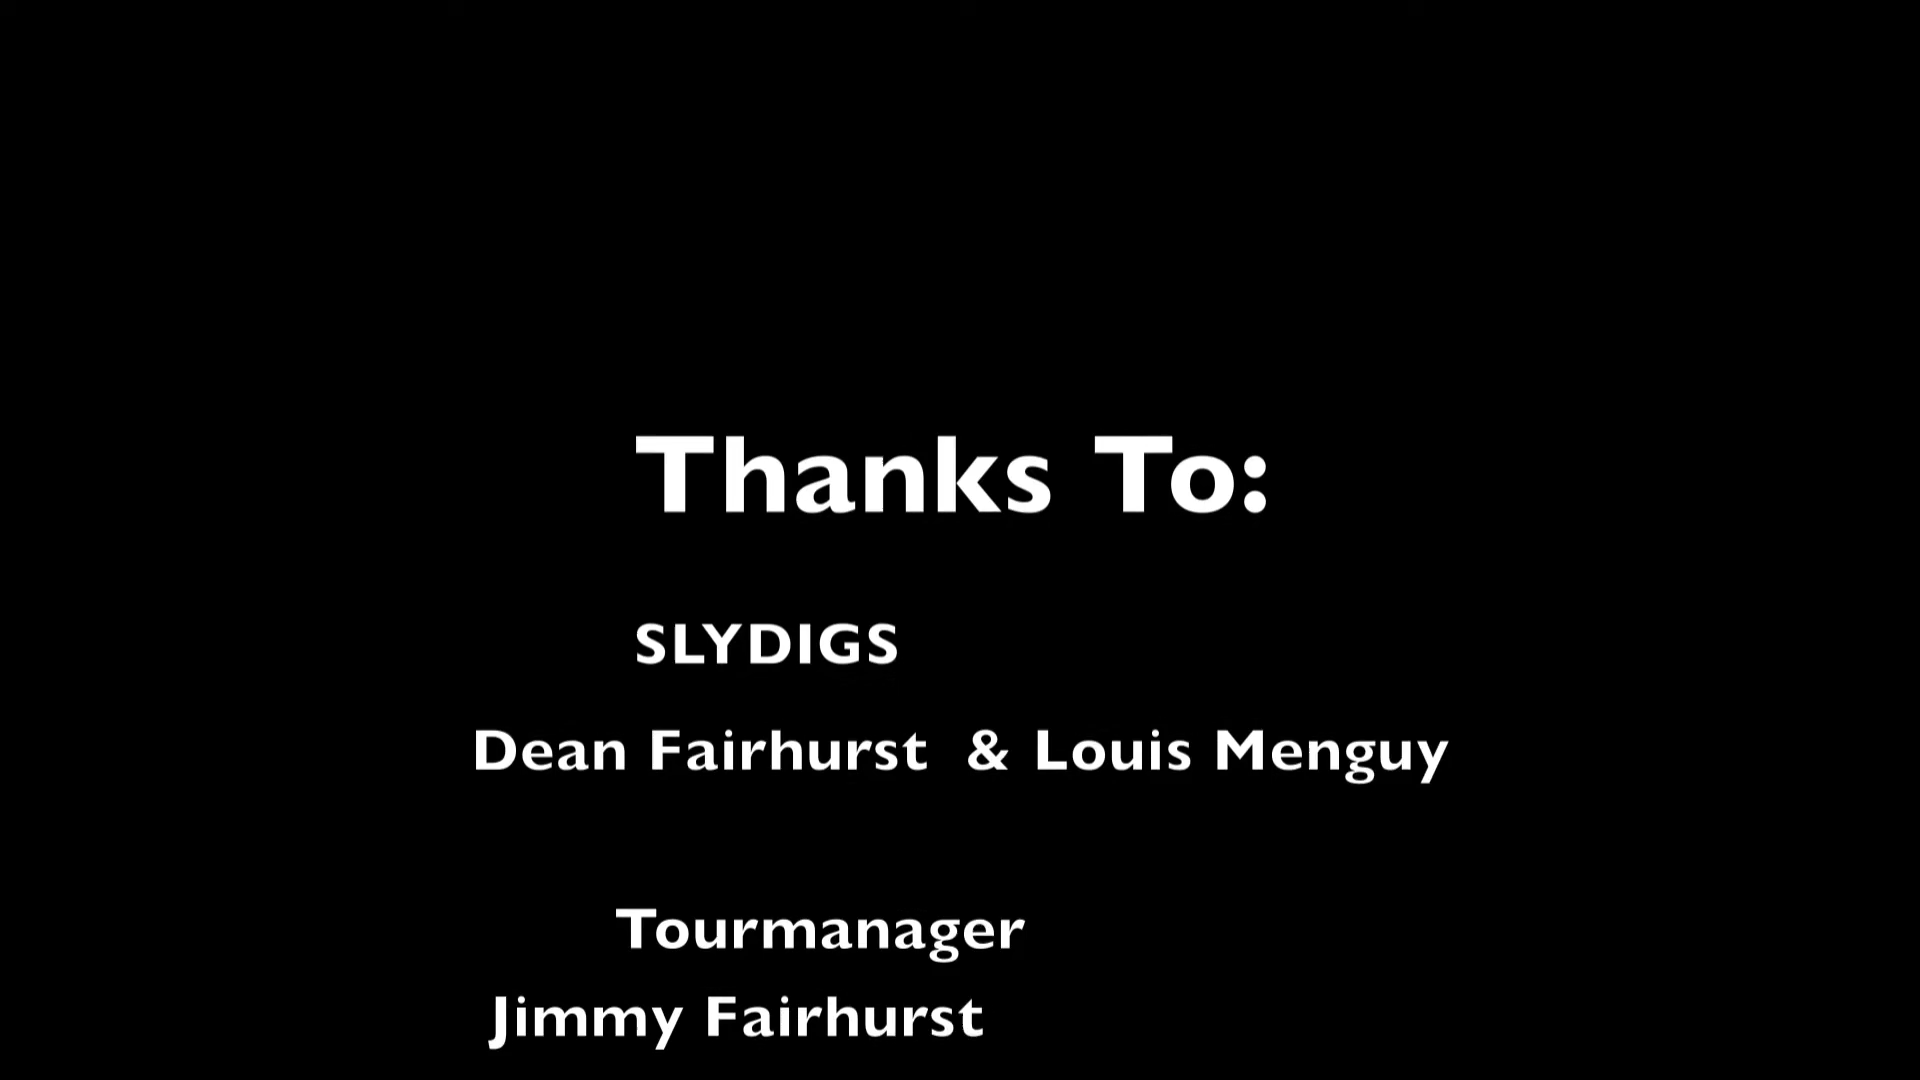 Thanks To:
SLYDIGS
Dean Fairhurst & Louis Menguy
Tourmanager
Jimmy Fairhurst